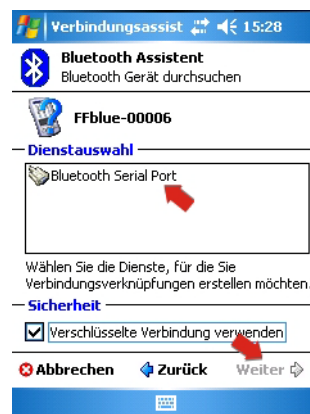 Verbindungsassist 15:28
Bluetooth Assistent
Bluetooth Gerät durchsuchen
FFblue-00006
Dienstauswahl
Bluetooth Serial Port
Wählen Sie die Dienste, für die Sie
Verbindungsverknüpfungen erstellen möchten.
Sicherheit
Verschlüsselte Verbindung verwenden
Abbrechen Zurück Weiter